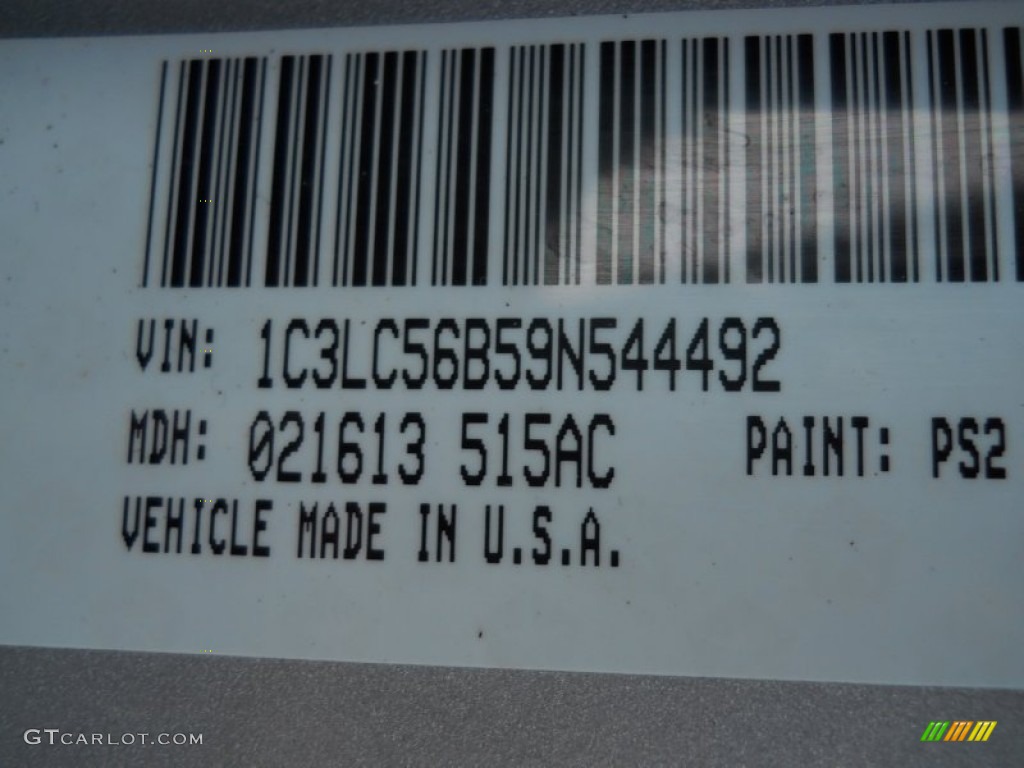 VIN: 1C3LC56B59N544492
MDH: 021613 515AC PAINT: PS2
VEHICLE MADE IN U.S.A.
GTCARLOT.COM